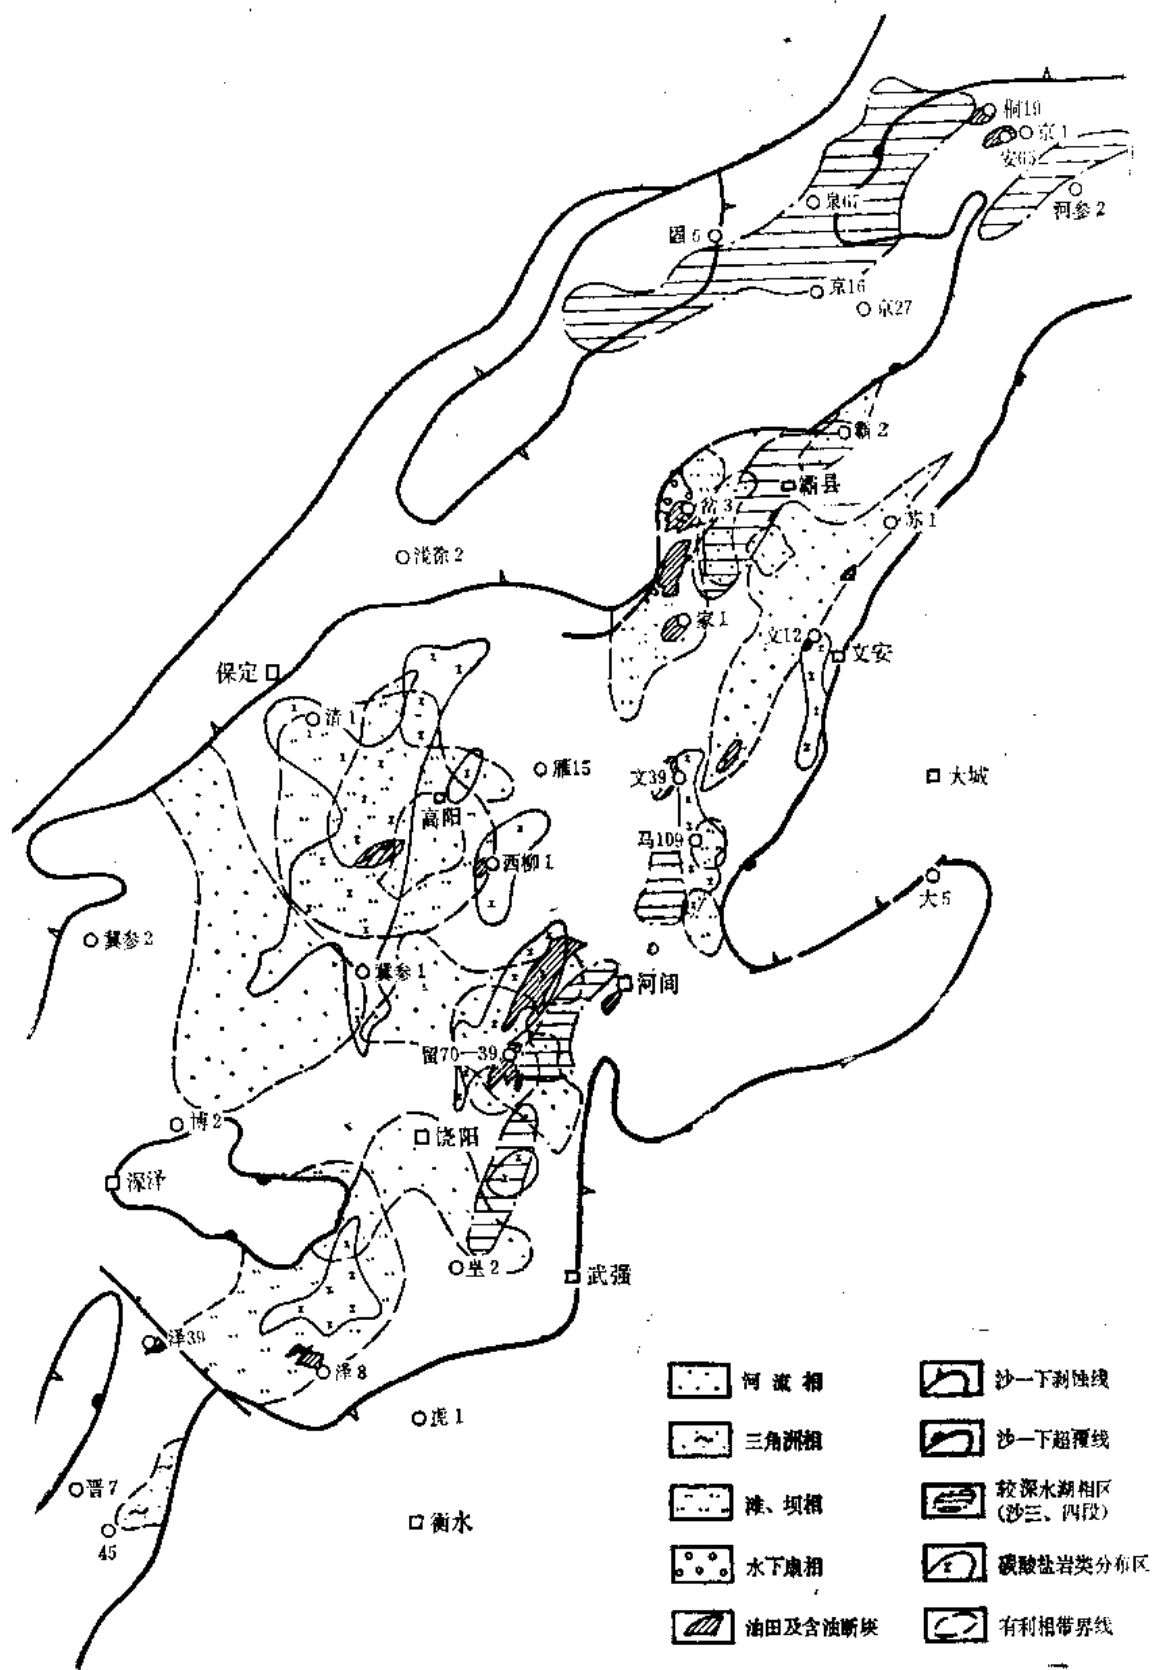 桐19
京1
安63
河参2
泉67
固5
京16
京27
霸2
霸县
岔3
苏1
浅徐2
家1
文12
文安
保定
清1
雁15
文39
大城
高阳
马109
西柳1
大5
冀参2
冀参1
河间
留70—39
博2
饶阳
深泽
皇2
武强
泽39
泽8
虎1
晋7
衡水
45
河流相
三角洲相
滩、坝相
水下扇相
油田及含油断块
沙一下剥蚀线
沙一下超覆线
较深水湖相区
(沙三、四段)
碳酸盐岩类分布区
有利相带界线